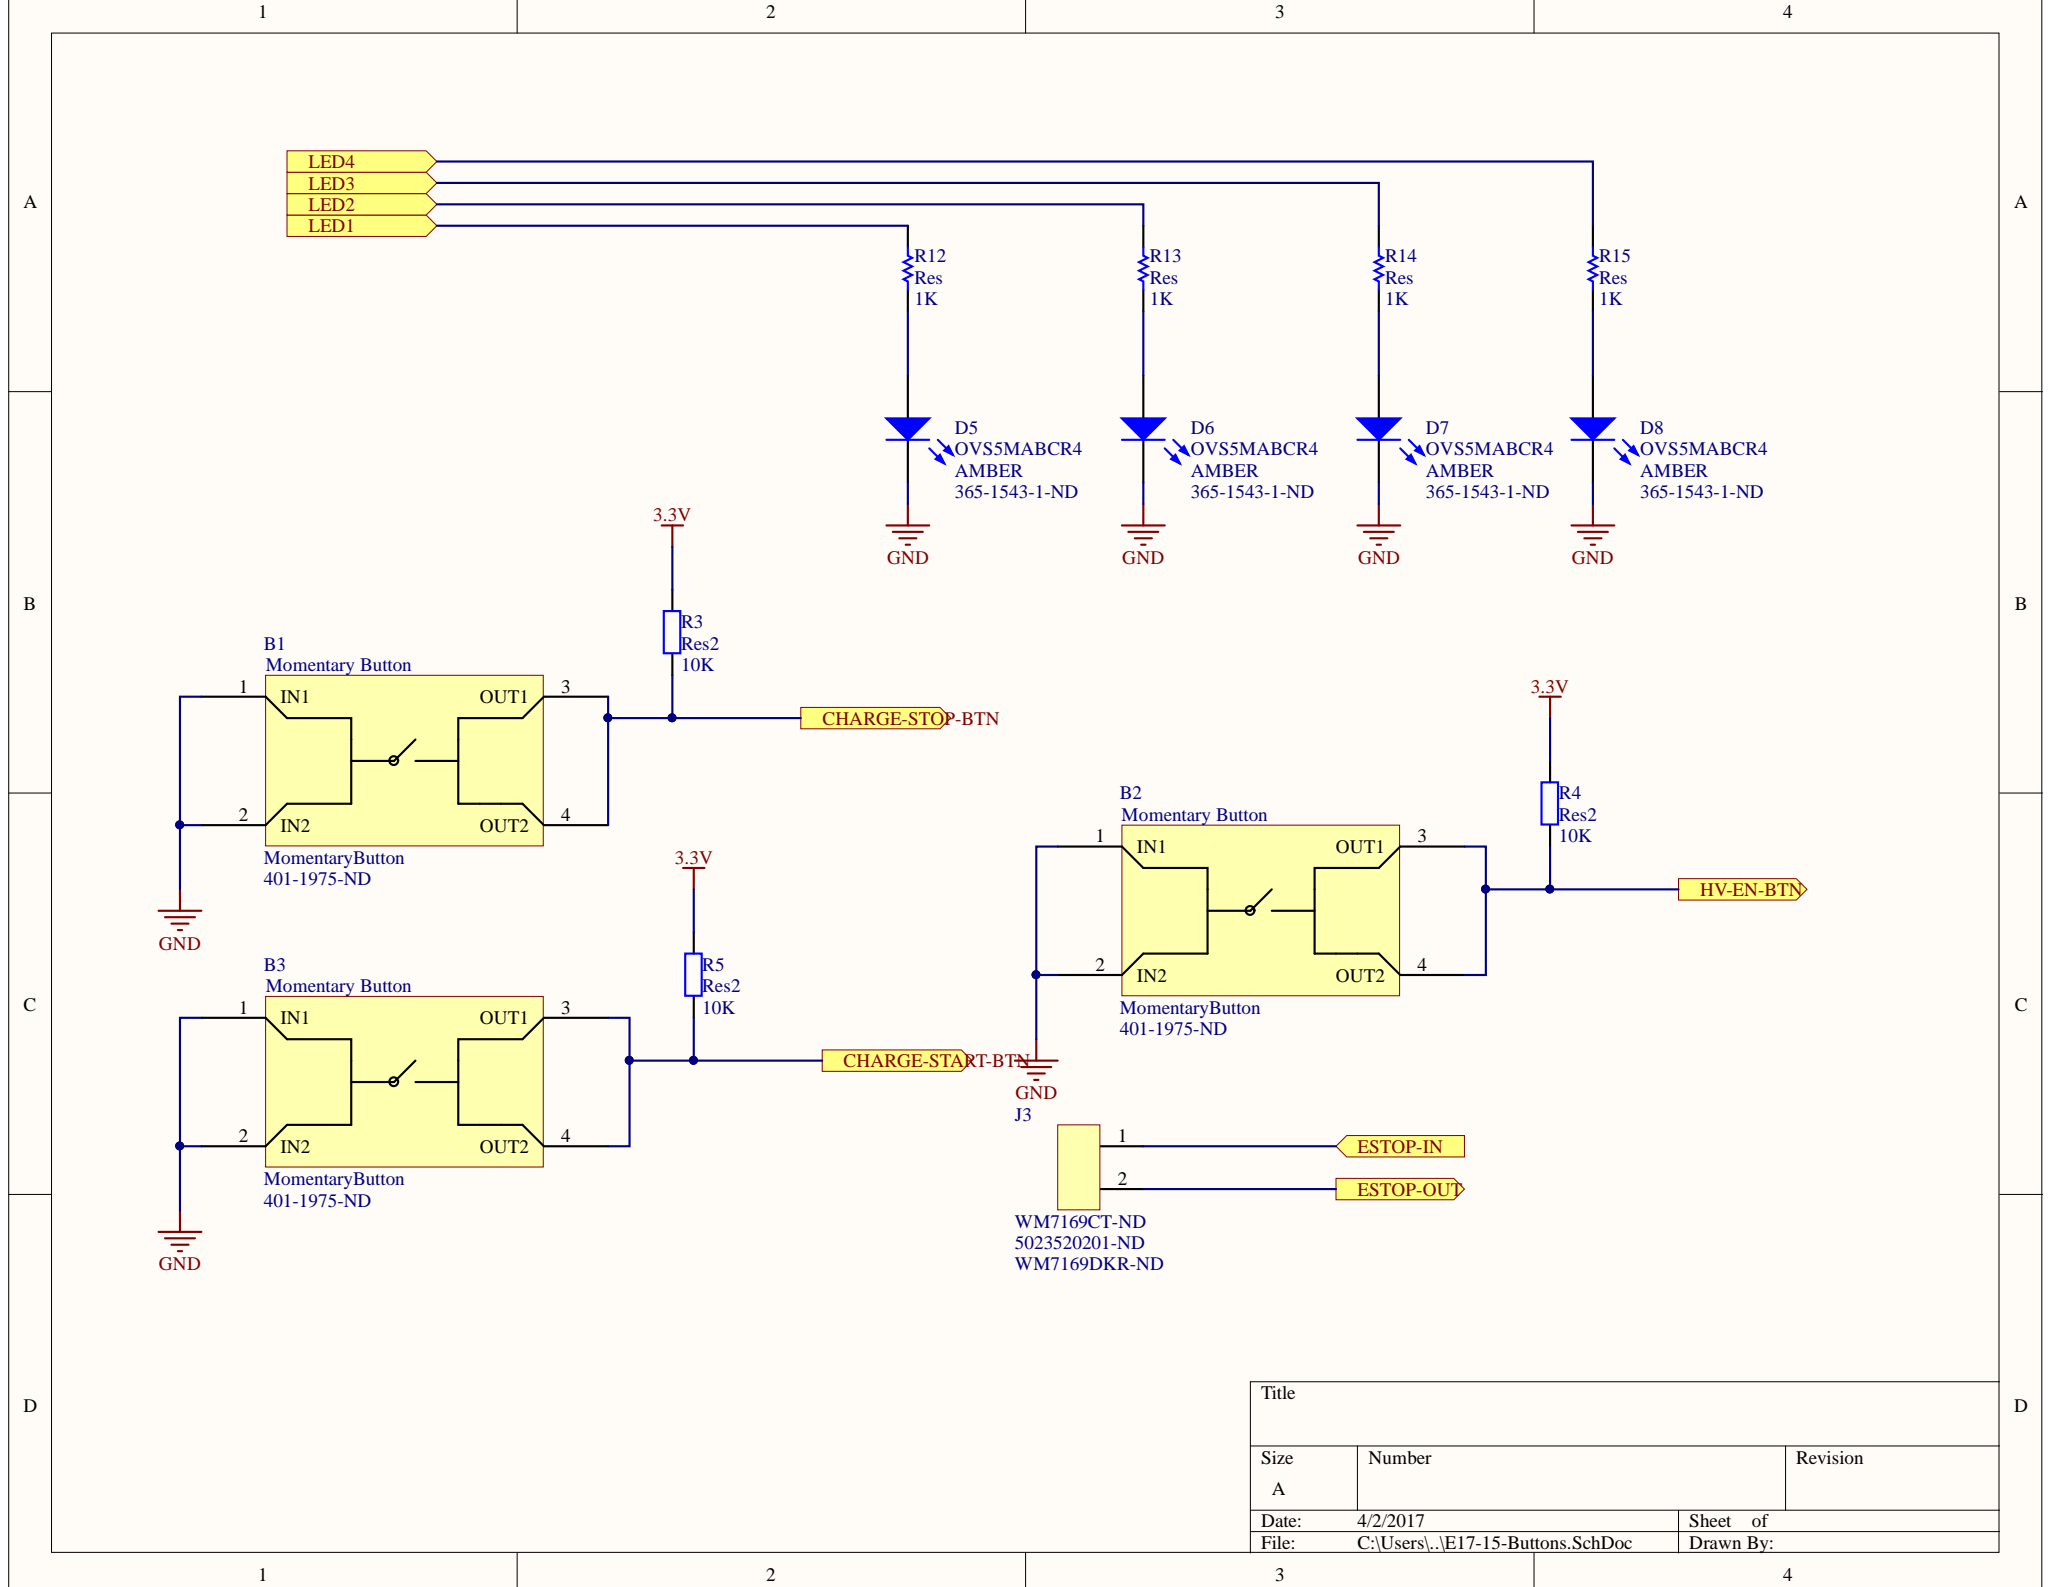 1 2 3 4
A A
LED4
LED3
LED2
LED1
R12
Res
1K
R13
Res
1K
R14
Res
1K
R15
Res
1K
D5
OVS5MABCR4
AMBER
365-1543-1-ND
D6
OVS5MABCR4
AMBER
365-1543-1-ND
D7
OVS5MABCR4
AMBER
365-1543-1-ND
D8
OVS5MABCR4
AMBER
365-1543-1-ND
GND GND GND GND
B B
3.3V
R3
Res2
10K
B1
Momentary Button
1 IN1 OUT1 3
2 IN2 OUT2 4
MomentaryButton
401-1975-ND
GND
CHARGE-STOP-BTN
3.3V
R4
Res2
10K
B2
Momentary Button
1 IN1 OUT1 3
2 IN2 OUT2 4
MomentaryButton
401-1975-ND
GND
HV-EN-BTN
C C
3.3V
R5
Res2
10K
B3
Momentary Button
1 IN1 OUT1 3
2 IN2 OUT2 4
MomentaryButton
401-1975-ND
GND
CHARGE-START-BTN
J3
1 ESTOP-IN
2 ESTOP-OUT
WM7169CT-ND
5023520201-ND
WM7169DKR-ND
D D
Title
Size Number Revision
A
Date: 4/2/2017 Sheet of
File: C:\Users\..\E17-15-Buttons.SchDoc Drawn By:
1 2 3 4